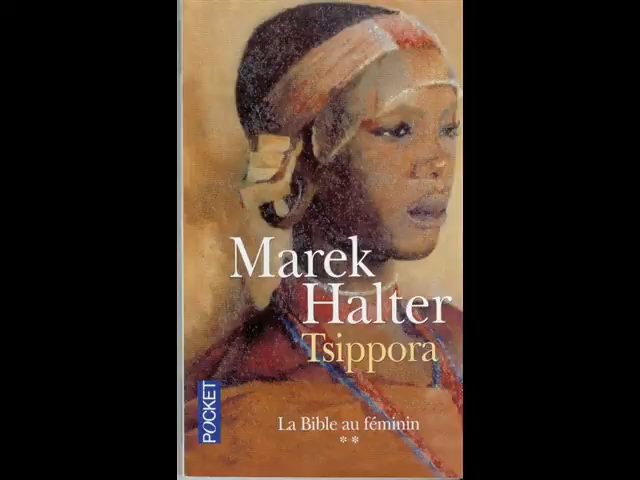 Marek
Halter
Tsippora
POCKET
La Bible au féminin
**